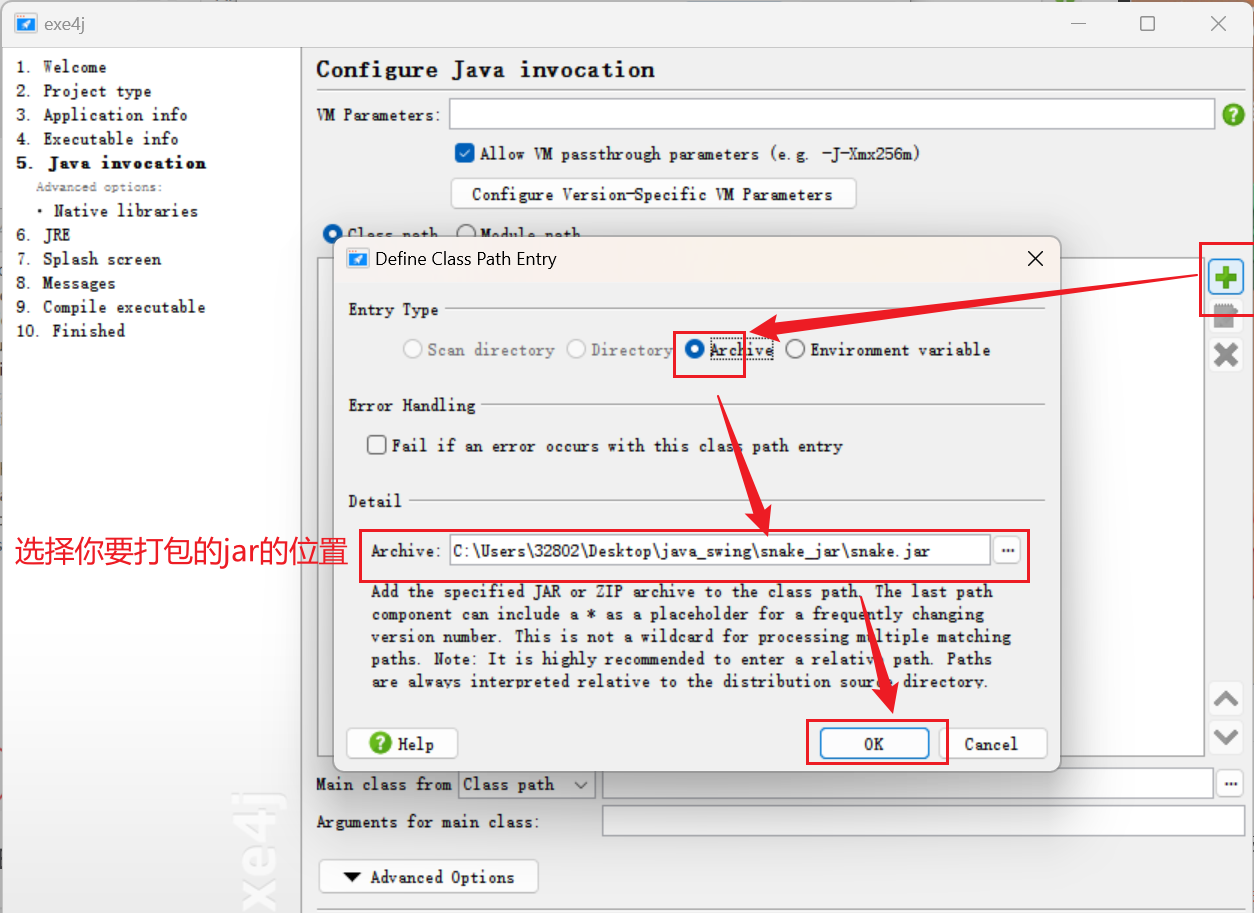 exe4j
1. Welcome
2. Project type
3. Application info
4. Executable info
5. Java invocation
Advanced options:
· Native libraries
6. JRE
7. Splash screen
8. Messages
9. Compile executable
10. Finished
Configure Java invocation
VM Parameters:
Allow VM passthrough parameters (e.g. -J-Xmx256m)
Configure Version-Specific VM Parameters
Class path Module path
Define Class Path Entry
Entry Type
Scan directory Directory Archive Environment variable
Error Handling
Fail if an error occurs with this class path entry
Detail
选择你要打包的jar的位置
Archive: C:\Users\32802\Desktop\java_swing\snake_jar\snake.jar ...
Add the specified JAR or ZIP archive to the class path. The last path
component can include a * as a placeholder for a frequently changing
version number. This is not a wildcard for processing multiple matching
paths. Note: It is highly recommended to enter a relative path. Paths
are always interpreted relative to the distribution source directory.
Help OK Cancel
Main class from Class path ...
Arguments for main class:
Advanced Options
xe4j